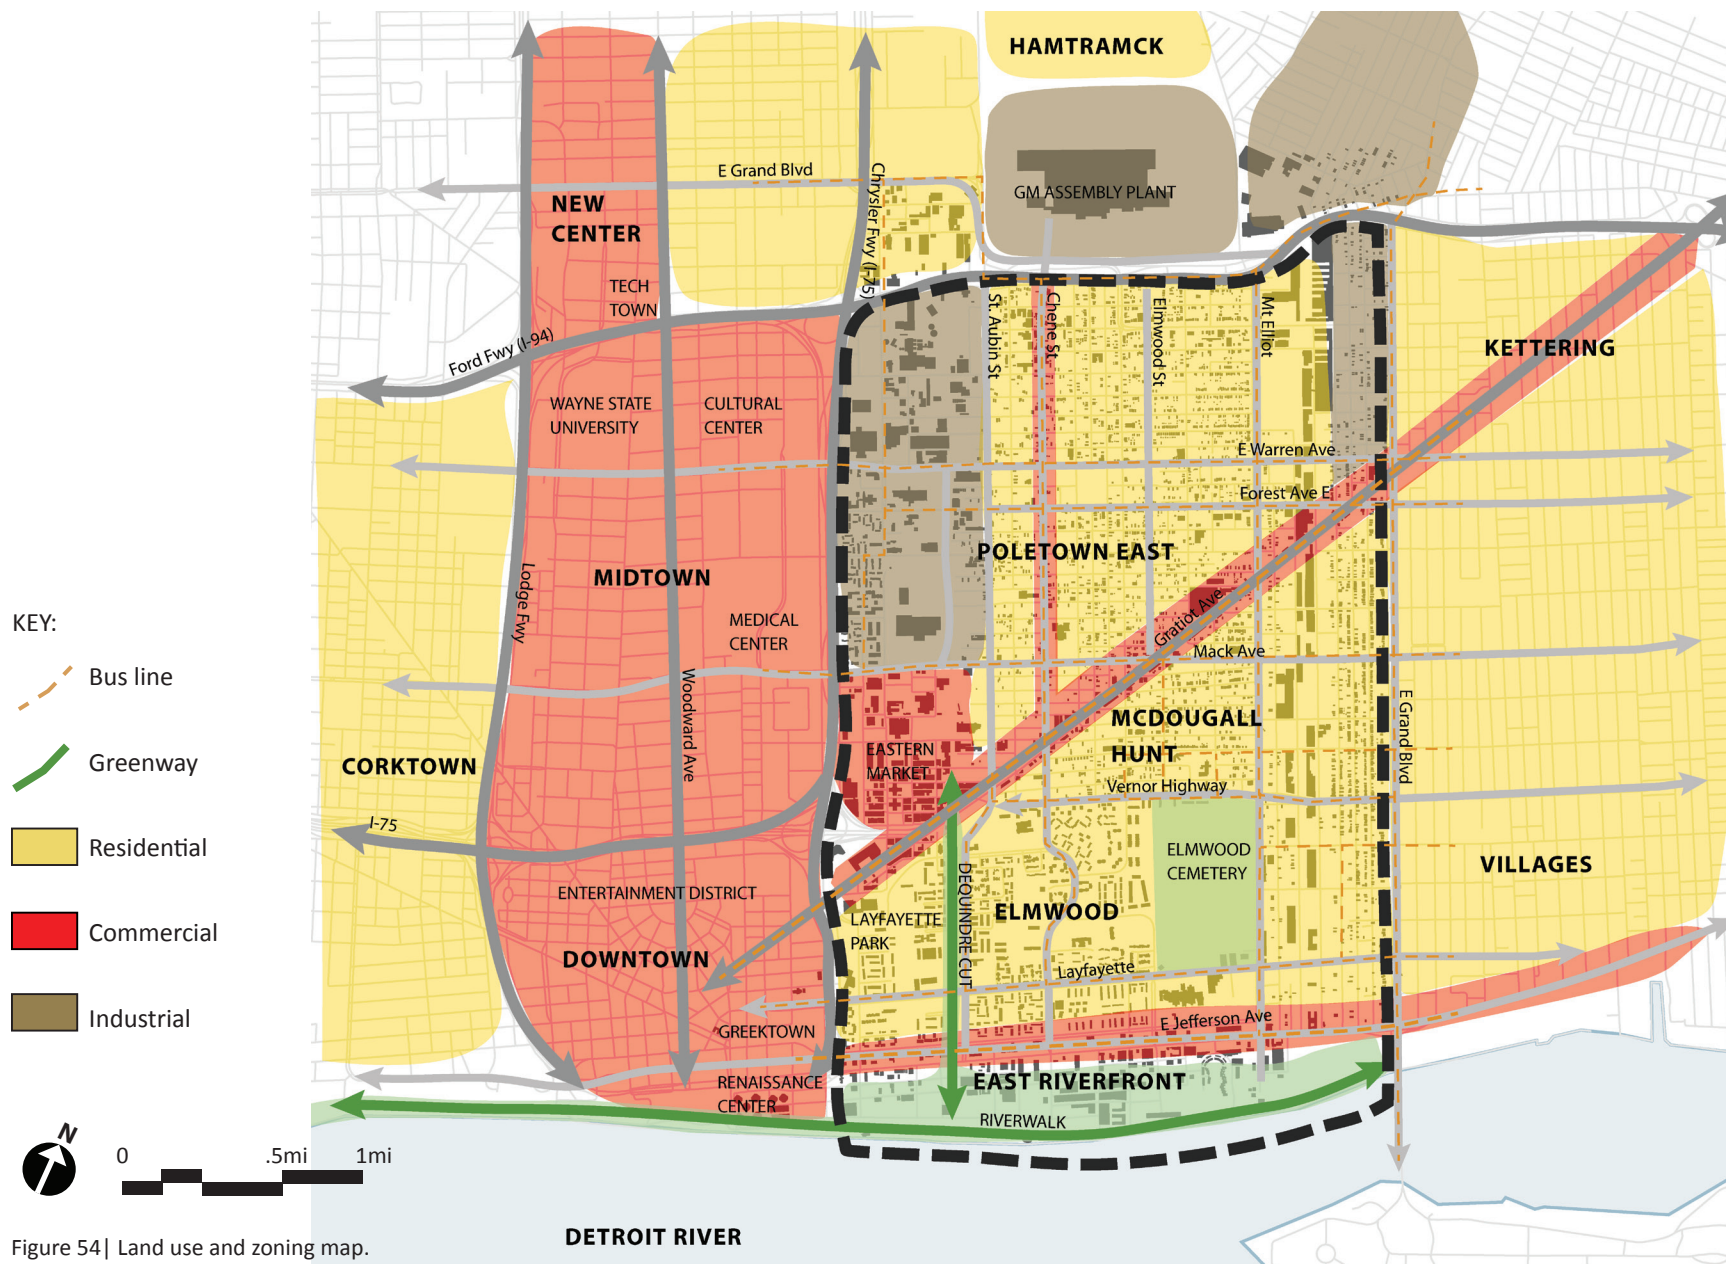 HAMTRAMCK
E Grand Blvd
Chrysler Fwy (I-75)
GM ASSEMBLY PLANT
NEW
CENTER
TECH
TOWN
Ford Fwy (I-94)
St. Aubin St
Chene St
Elmwood St
Mt Elliot
KETTERING
WAYNE STATE
UNIVERSITY
CULTURAL
CENTER
E Warren Ave
Forest Ave E
POLETOWN EAST
MIDTOWN
Lodge Fwy
MEDICAL
CENTER
Gratiot Ave
Mack Ave
Woodward Ave
MCDOUGALL
HUNT
E Grand Blvd
EASTERN
MARKET
Vernor Highway
CORKTOWN
I-75
ELMWOOD
CEMETERY
VILLAGES
ENTERTAINMENT DISTRICT
DEQUINDRE CUT
LAYFAYETTE
PARK
ELMWOOD
DOWNTOWN
Layfayette
GREEKTOWN
E Jefferson Ave
RENAISSANCE
CENTER
EAST RIVERFRONT
RIVERWALK
DETROIT RIVER
KEY:
Bus line
Greenway
Residential
Commercial
Industrial
N
0 .5mi 1mi
Figure 54| Land use and zoning map.